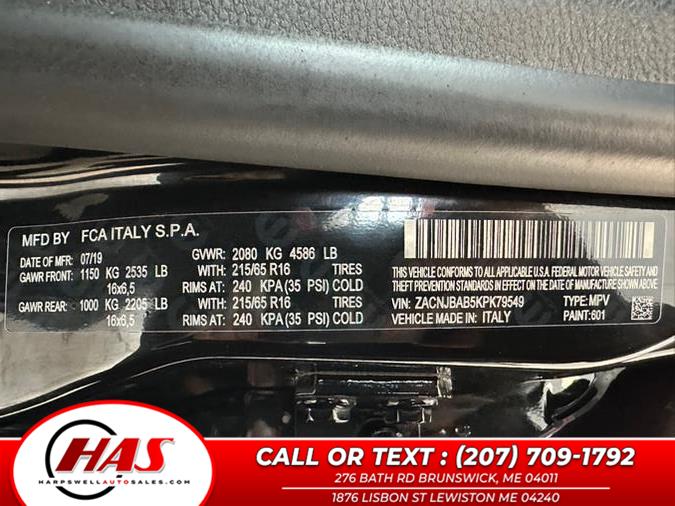 MFD BY FCA ITALY S.P.A.
DATE OF MFR 07/19 GVWR: 2080 KG 4586 LB
GAWR FRONT: 1150 KG 2535 LB WITH 215/65 R16 TIRES
16x6,5 RIMS AT: 240 KPA (35 PSI) COLD
GAWR REAR: 1000 KG 2205 LB WITH 215/65 R16 TIRES
16x6,5 RIMS AT: 240 KPA (35 PSI) COLD
THIS VEHICLE CONFORMS TO ALL APPLICABLE U.S.A. FEDERAL MOTOR
VEHICLE SAFETY, BUMPER AND THEFT PREVENTION
STANDARDS IN EFFECT ON THE DATE OF MANUFACTURE SHOWN ABOVE.
VIN: ZACNJBAB5KPK79549 TYPE: MPV
VEHICLE MADE IN: ITALY PAINT: 601
HAS
HARPSWELLAUTOSALES.COM
CALL OR TEXT : (207) 709-1792
276 BATH RD BRUNSWICK, ME 04011
1876 LISBON ST LEWISTON ME 04240